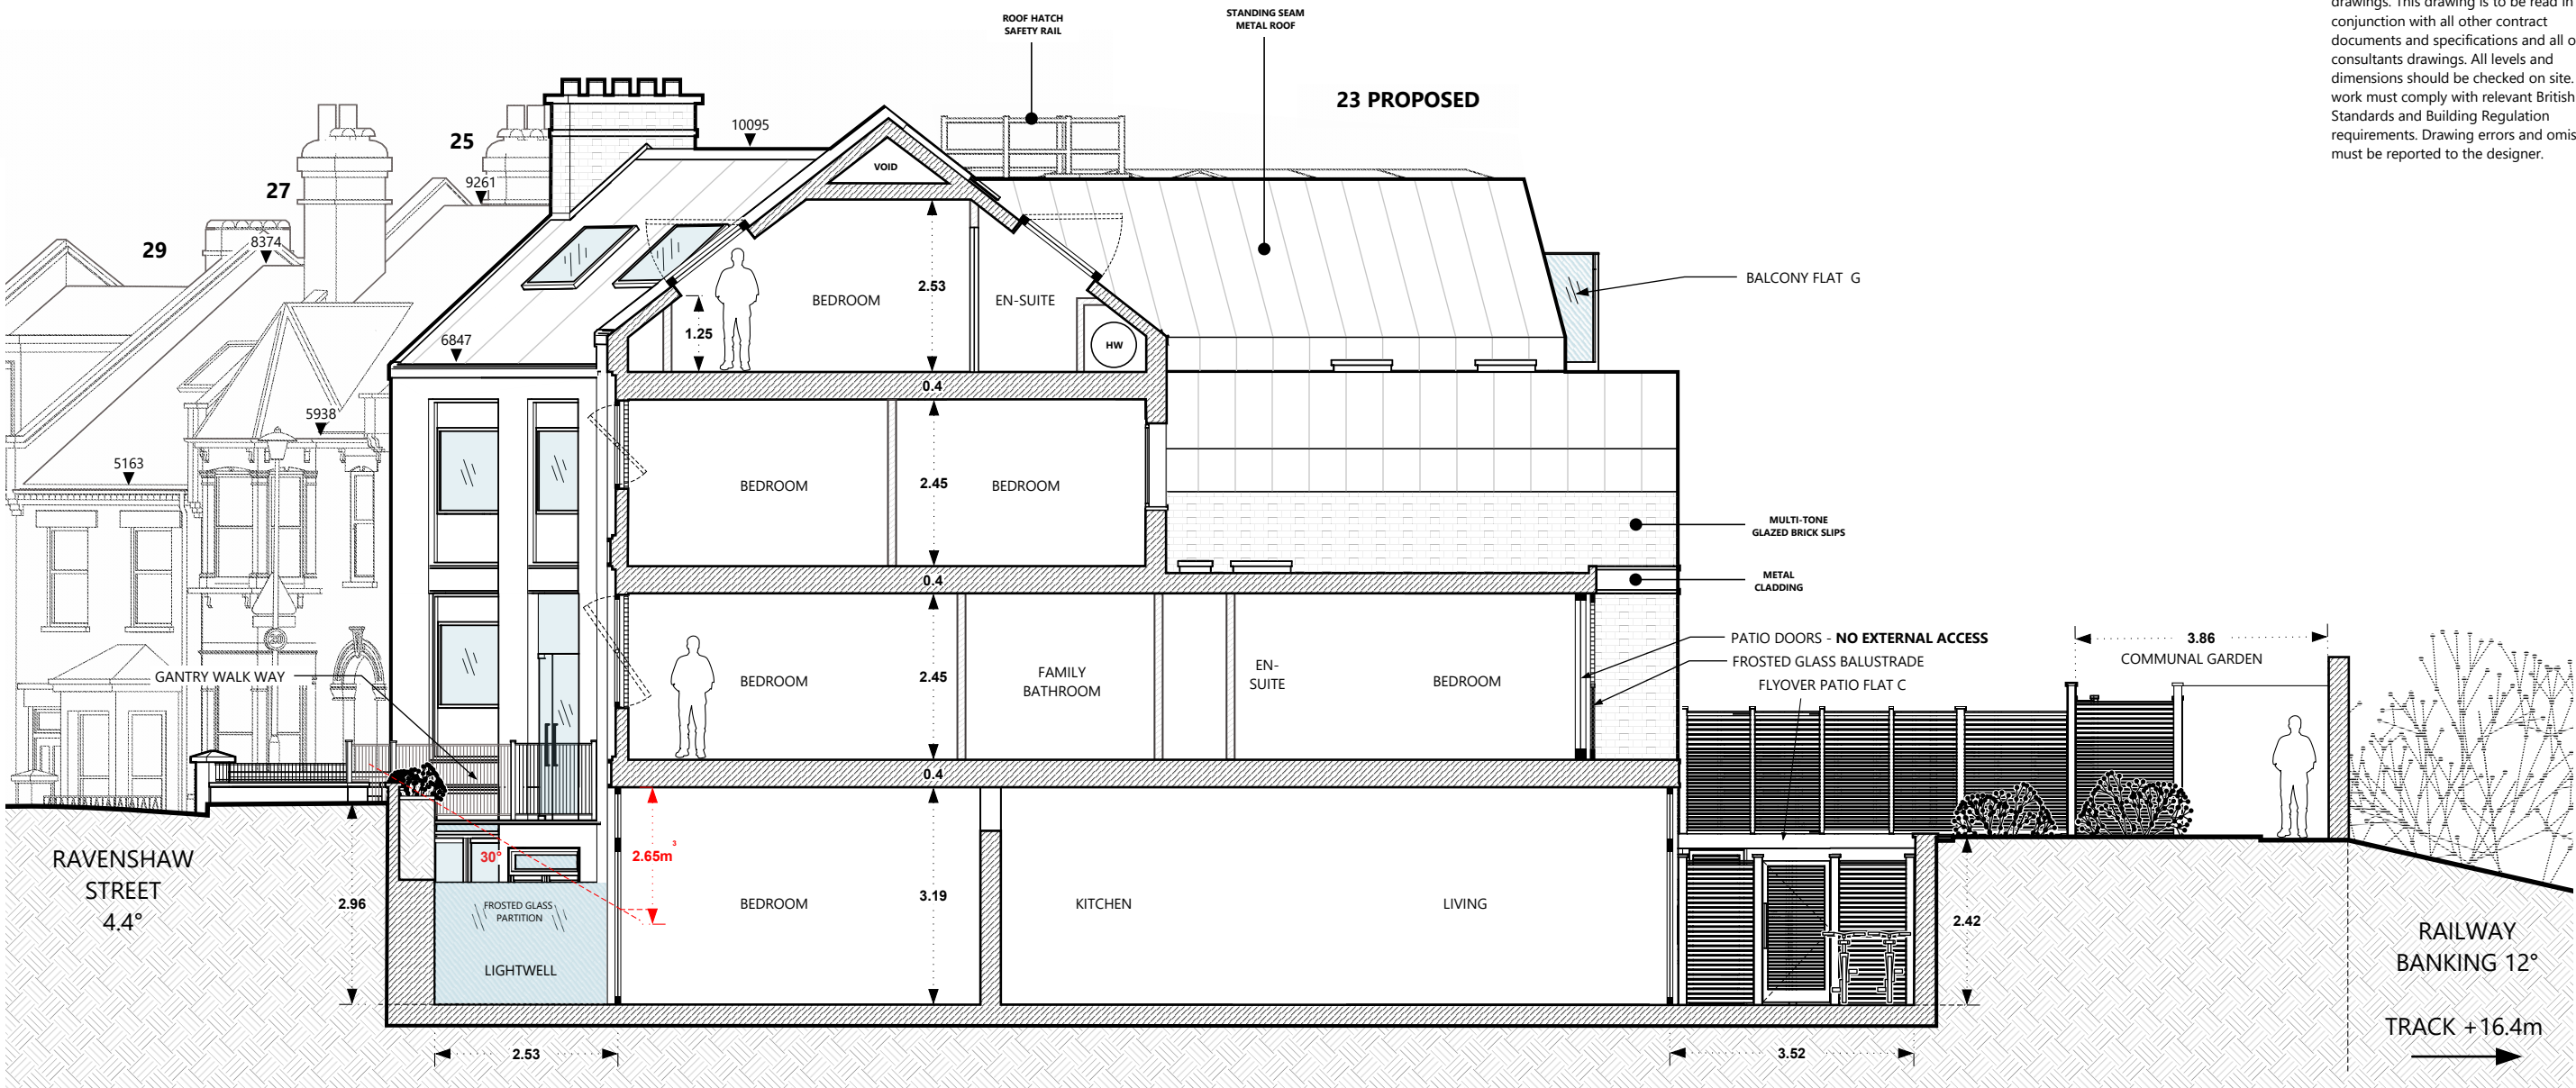 drawings. This drawing is to be read in
conjunction with all other contract
documents and specifications and all o
consultants drawings. All levels and
dimensions should be checked on site.
work must comply with relevant British
Standards and Building Regulation
requirements. Drawing errors and omis
must be reported to the designer.
ROOF HATCH
SAFETY RAIL
STANDING SEAM
METAL ROOF
23 PROPOSED
10095
25
VOID
27
9261
29
8374
BALCONY FLAT G
2.53
BEDROOM
EN-SUITE
1.25
6847
HW
0.4
5938
5163
BEDROOM
2.45
BEDROOM
MULTI-TONE
GLAZED BRICK SLIPS
0.4
METAL
CLADDING
PATIO DOORS - NO EXTERNAL ACCESS
3.86
FROSTED GLASS BALUSTRADE
COMMUNAL GARDEN
FLYOVER PATIO FLAT C
GANTRY WALK WAY
BEDROOM
2.45
FAMILY
BATHROOM
EN-
SUITE
BEDROOM
20
0.4
30°
2.65m³
RAVENSHAW
STREET
4.4°
2.96
FROSTED GLASS
PARTITION
LIGHTWELL
BEDROOM
3.19
KITCHEN
LIVING
2.42
RAILWAY
BANKING 12°
TRACK +16.4m
2.53
3.52